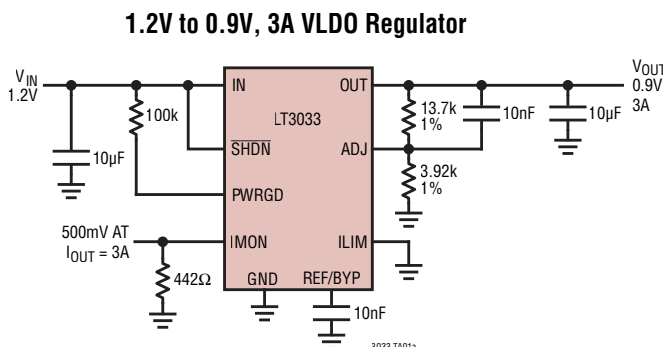 1.2V to 0.9V, 3A VLDO Regulator
VIN
1.2V
10µF
100k
IN
SHDN
PWRGD
IMON
GND
REF/BYP
LT3033
OUT
ADJ
ILIM
13.7k
1%
10nF
10µF
VOUT
0.9V
3A
3.92k
1%
500mV AT
IOUT = 3A
442Ω
10nF
3033 TA01a